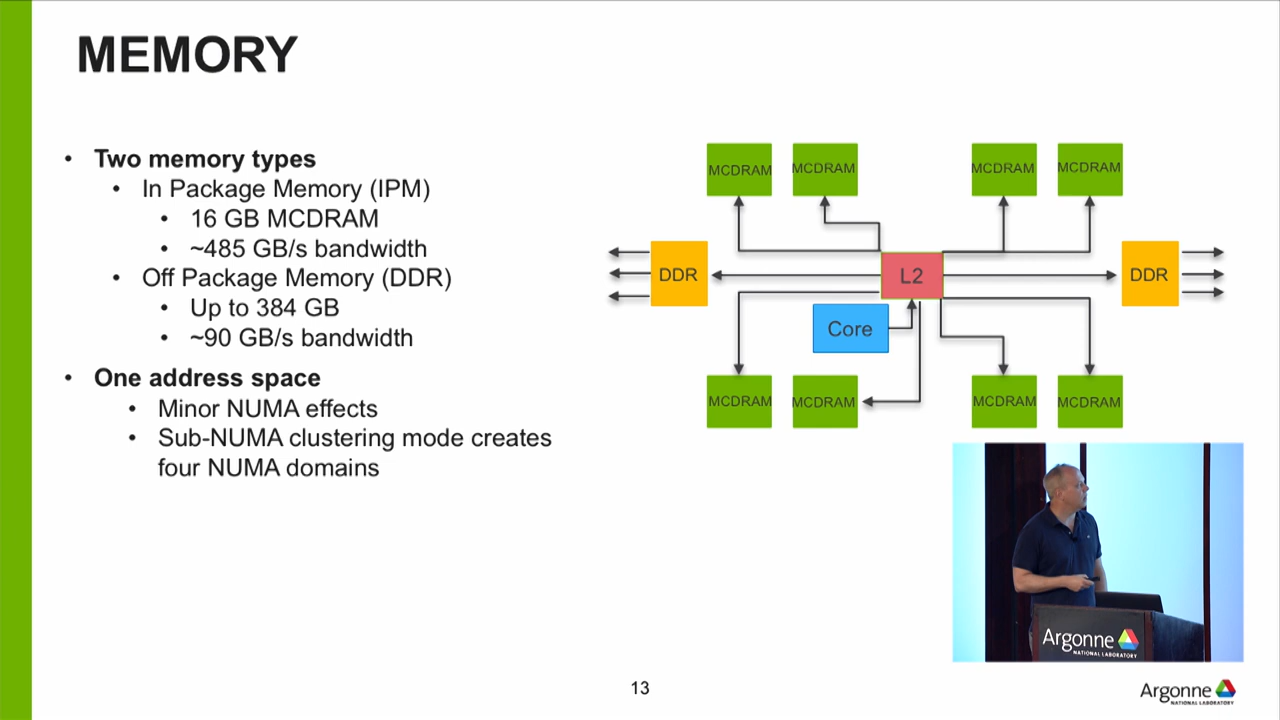 MEMORY
• Two memory types
• In Package Memory (IPM)
• 16 GB MCDRAM
• ~485 GB/s bandwidth
• Off Package Memory (DDR)
• Up to 384 GB
• ~90 GB/s bandwidth
• One address space
• Minor NUMA effects
• Sub-NUMA clustering mode creates
four NUMA domains
MCDRAM
MCDRAM
MCDRAM
MCDRAM
DDR
L2
DDR
Core
MCDRAM
MCDRAM
MCDRAM
MCDRAM
Argonne
NATIONAL LABORATORY
13
Argonne
NATIONAL LABORATORY